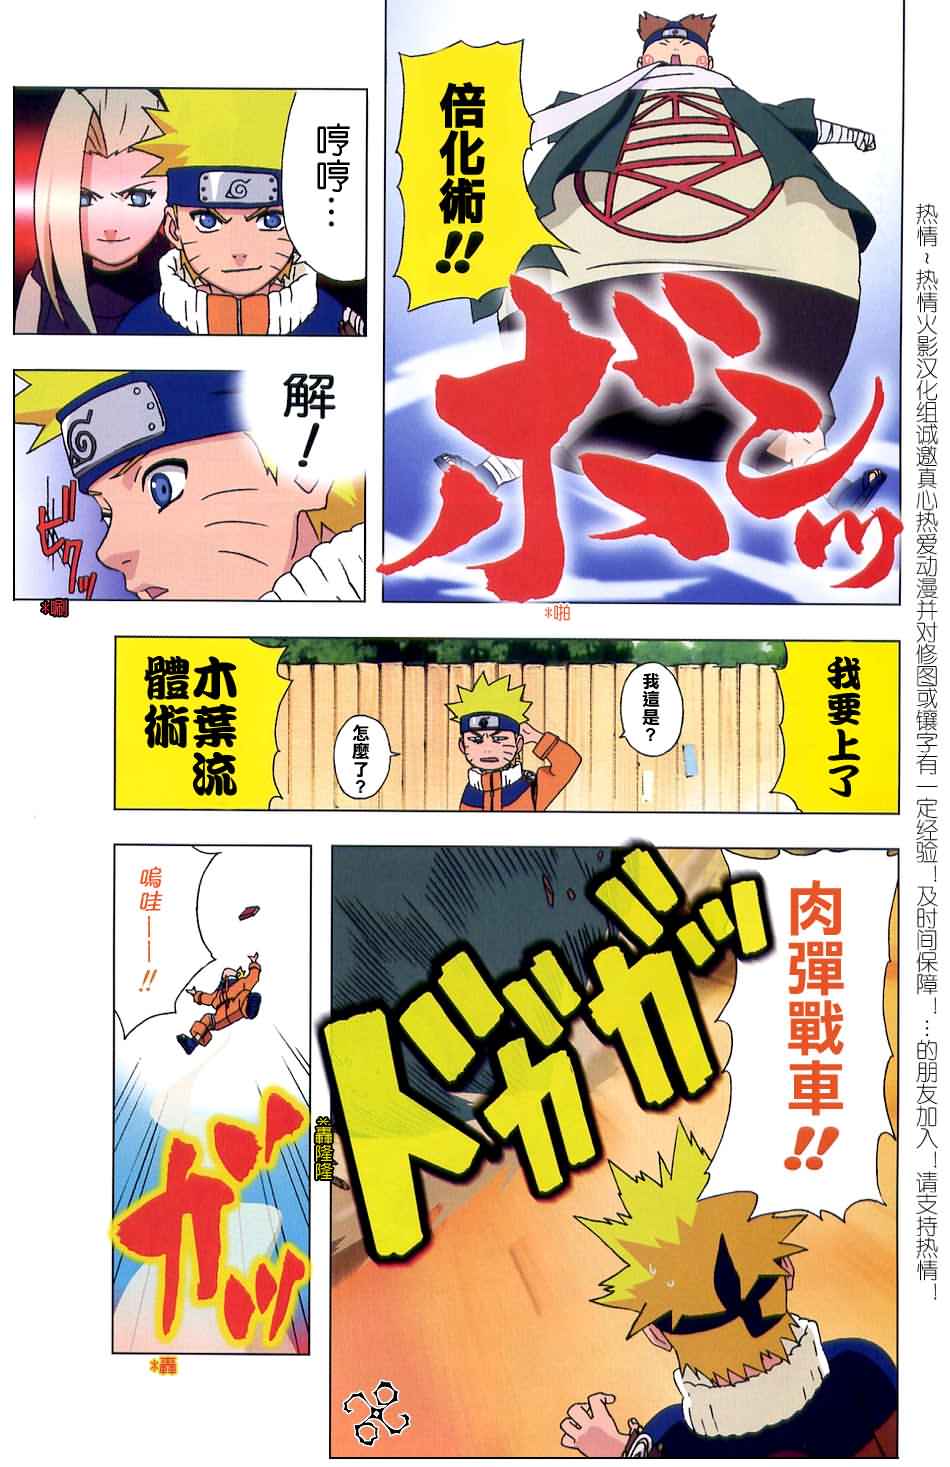 倍化術!!
ボンッ
*啪
哼哼…
解!
ビクッ
*唰
我要上了
我這是?
怎麼了?
木葉流
體術
肉彈戰車!!
ドガガッ
*轟隆隆
嗚哇——!!
ガッ
*轟
热情~热情火影汉化组诚邀真心热爱动漫并对修图或镶字有一定经验!及时间保障!…的朋友加入!请支持热情!